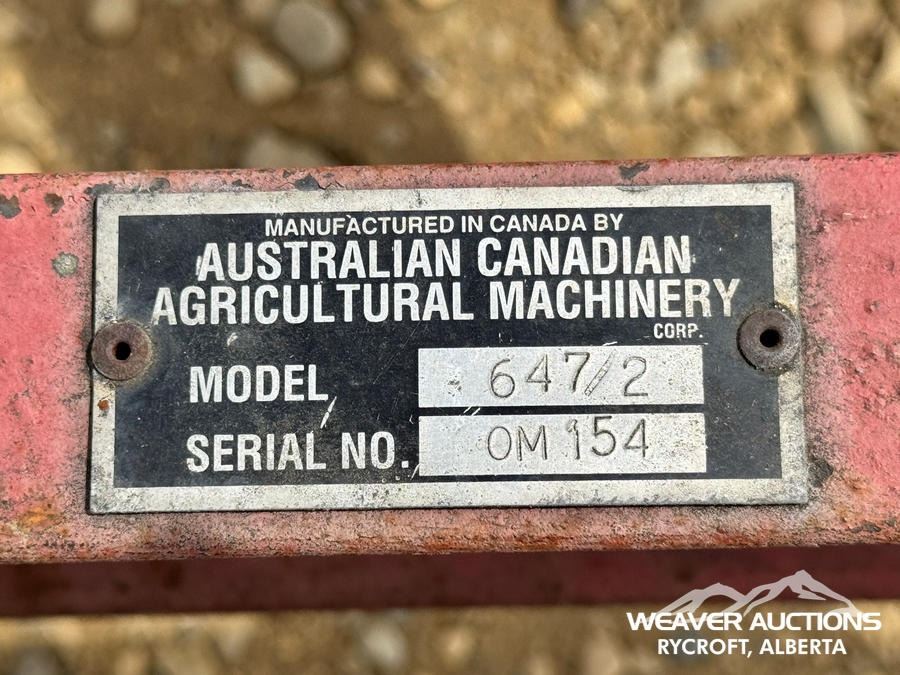 MANUFACTURED IN CANADA BY
AUSTRALIAN CANADIAN
AGRICULTURAL MACHINERY
CORP.
MODEL 647/2
SERIAL NO. OM 154
WEAVER AUCTIONS
RYCROFT, ALBERTA